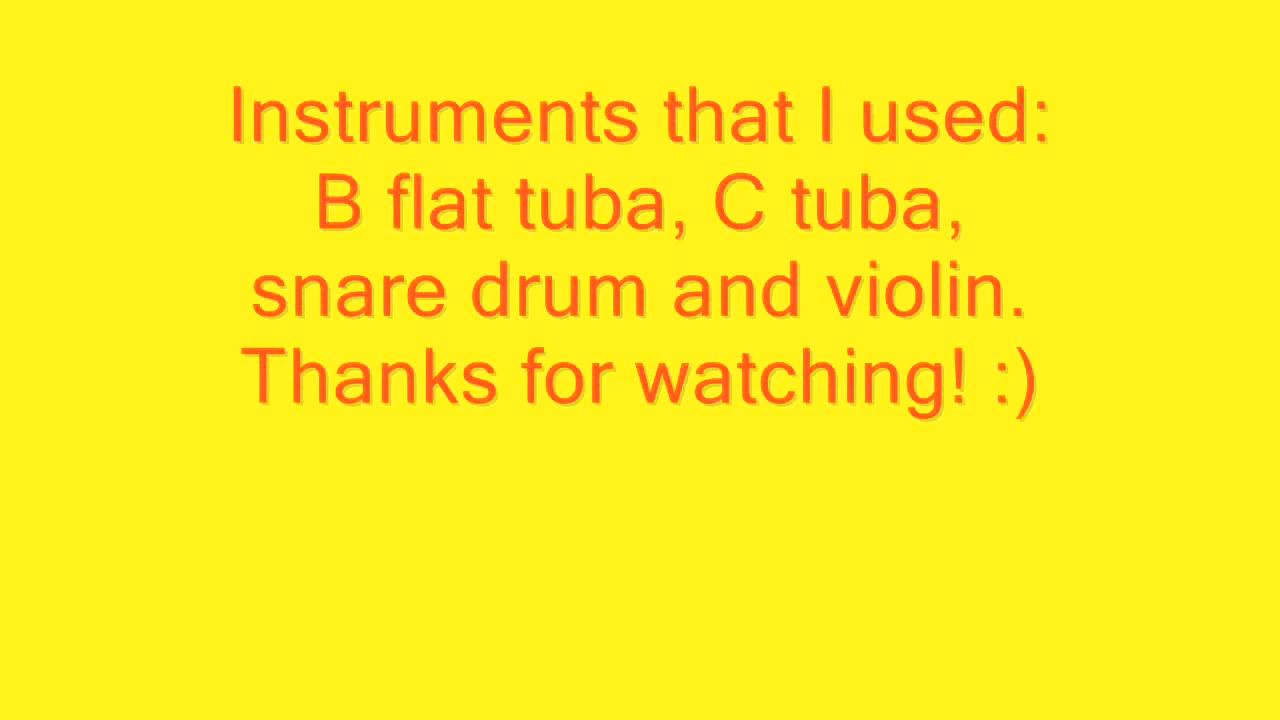 Instruments that I used:
B flat tuba, C tuba,
snare drum and violin.
Thanks for watching! :)